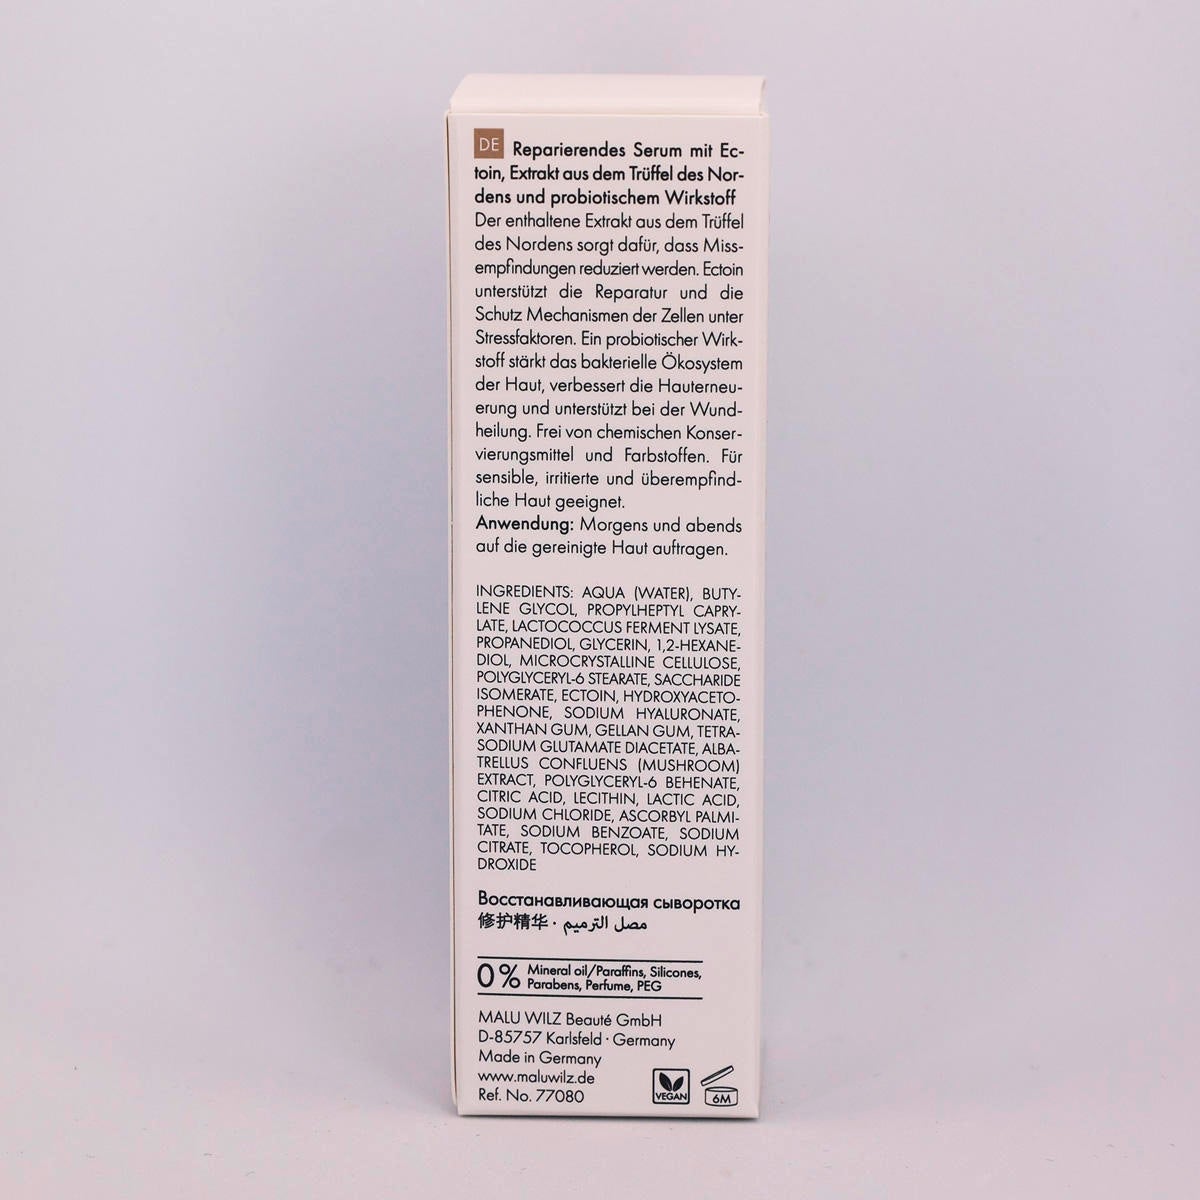 DE Reparierendes Serum mit Ec-
toin, Extrakt aus dem Trüffel des Nor-
dens und probiotischem Wirkstoff
Der enthaltene Extrakt aus dem Trüffel
des Nordens sorgt dafür, dass Miss-
empfindungen reduziert werden. Ectoin
unterstützt die Reparatur und die
Schutz Mechanismen der Zellen unter
Stressfaktoren. Ein probiotischer Wirk-
stoff stärkt das bakterielle Ökosystem
der Haut, verbessert die Hauterneu-
erung und unterstützt bei der Wund-
heilung. Frei von chemischen Konser-
vierungsmittel und Farbstoffen. Für
sensible, irritierte und überempfind-
liche Haut geeignet.
Anwendung: Morgens und abends
auf die gereinigte Haut auftragen.
INGREDIENTS: AQUA (WATER), BUTY-
LENE GLYCOL, PROPYLHEPTYL CAPRY-
LATE, LACTOCOCCUS FERMENT LYSATE,
PROPANEDIOL, GLYCERIN, 1,2-HEXANE-
DIOL, MICROCRYSTALLINE CELLULOSE,
POLYGLYCERYL-6 STEARATE, SACCHARIDE
ISOMERATE, ECTOIN, HYDROXYACETO-
PHENONE, SODIUM HYALURONATE,
XANTHAN GUM, GELLAN GUM, TETRA-
SODIUM GLUTAMATE DIACETATE, ALBA-
TRELLUS CONFLUENS (MUSHROOM)
EXTRACT, POLYGLYCERYL-6 BEHENATE,
CITRIC ACID, LECITHIN, LACTIC ACID,
SODIUM CHLORIDE, ASCORBYL PALMI-
TATE, SODIUM BENZOATE, SODIUM
CITRATE, TOCOPHEROL, SODIUM HY-
DROXIDE
Восстанавливающая сыворотка
修护精华 · مصل الترميم
0% Mineral oil/Paraffins, Silicones,
Parabens, Perfume, PEG
MALU WILZ Beauté GmbH
D-85757 Karlsfeld · Germany
Made in Germany
www.maluwilz.de
Ref. No. 77080
VEGAN
6M